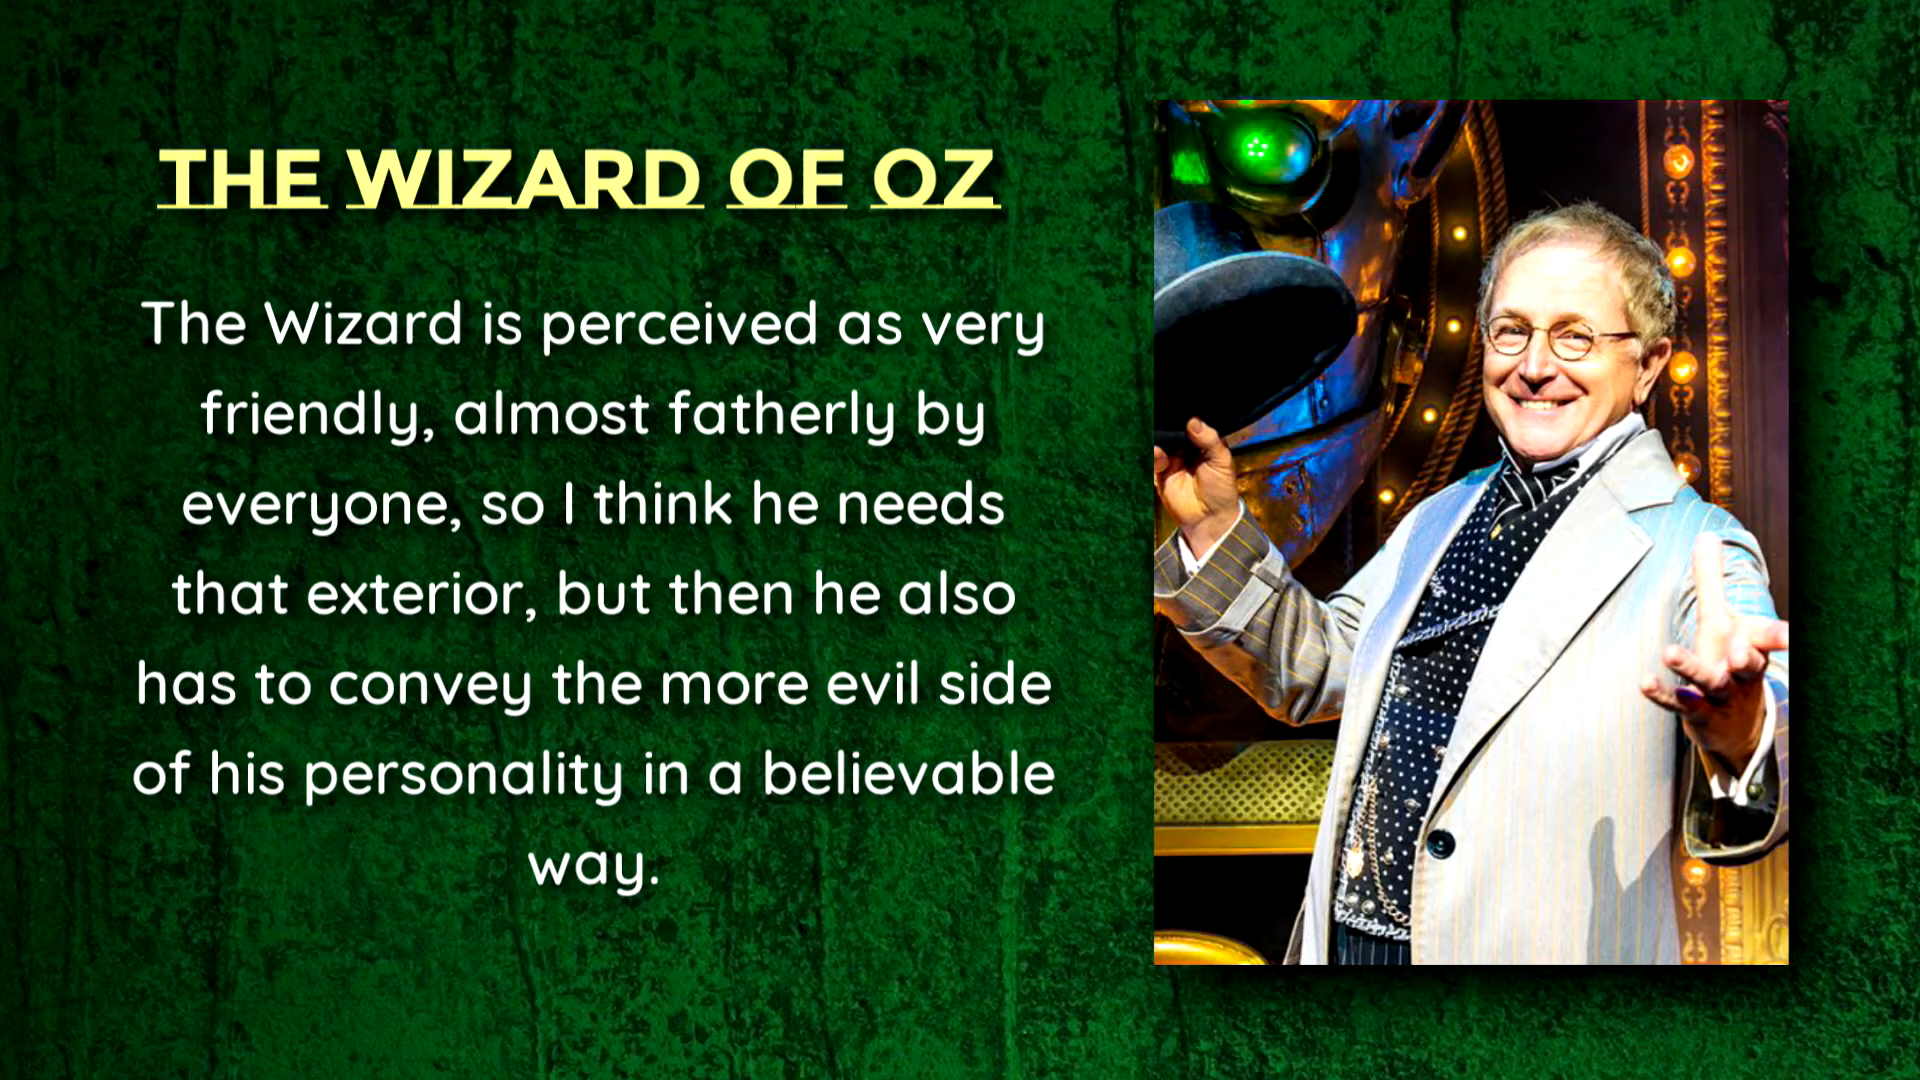 THE WIZARD OF OZ
The Wizard is perceived as very
friendly, almost fatherly by
everyone, so I think he needs
that exterior, but then he also
has to convey the more evil side
of his personality in a believable
way.